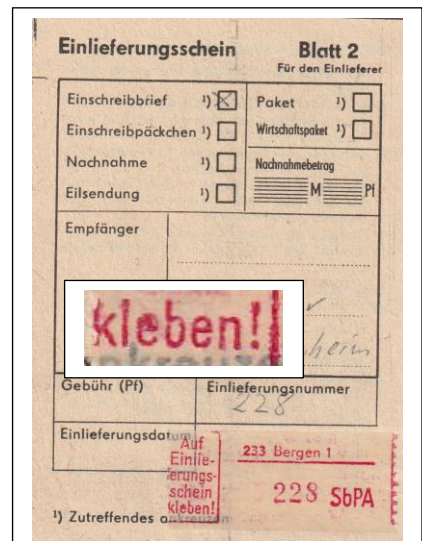 Einlieferungsschein
Blatt 2
Für den Einlieferer
Einschreibbrief ¹)
Einschreibpäckchen ¹)
Nachnahme ¹)
Eilsendung ¹)
Paket ¹)
Wirtschaftspaket ¹)
Nachnahmebetrag
M Pf
Empfänger
kleben!
heim
Gebühr (Pf)
Einlieferungsnummer
228
Einlieferungsdatum
Auf
Einlie-
ferungs-
schein
kleben!
233 Bergen 1
228 SbPA
¹) Zutreffendes ankreuzen